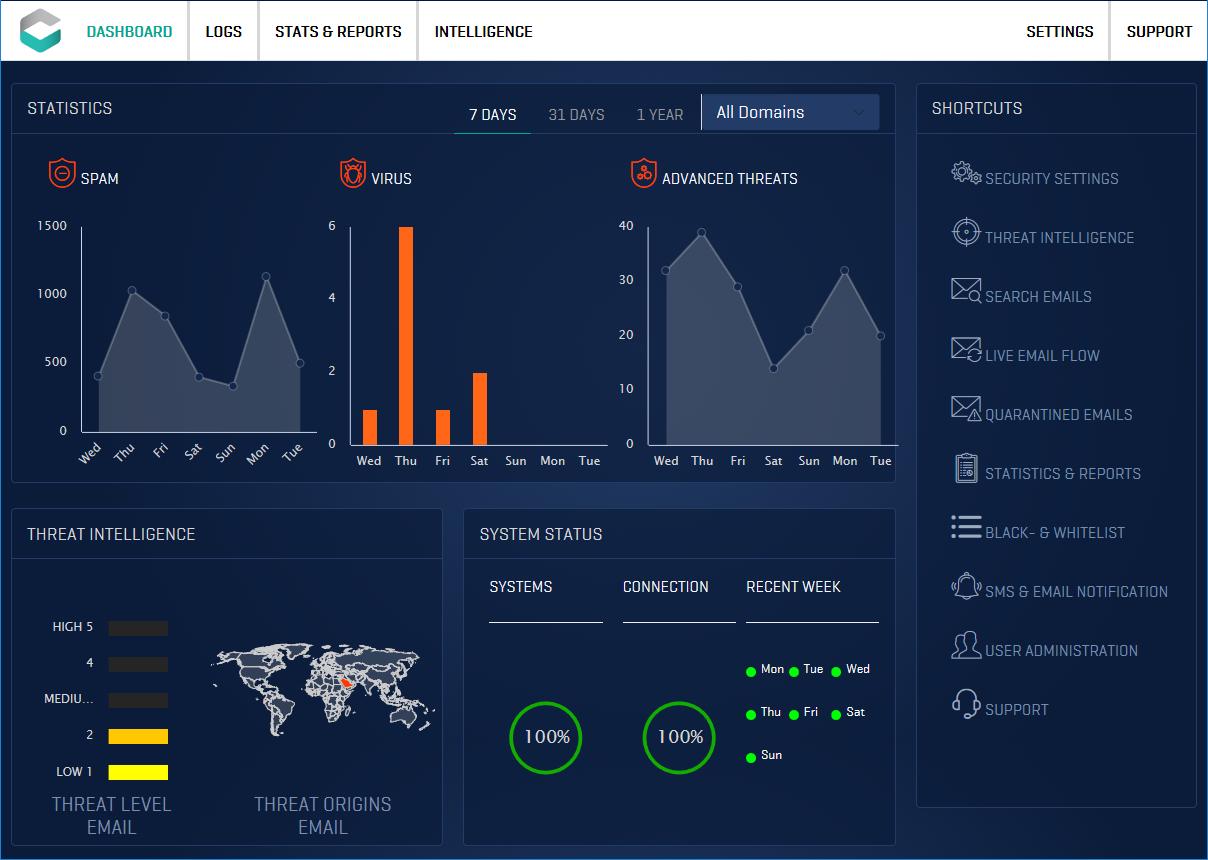 DASHBOARD
LOGS
STATS & REPORTS
INTELLIGENCE
SETTINGS
SUPPORT
STATISTICS
7 DAYS
31 DAYS
1 YEAR
All Domains
SPAM
1500
1000
500
0
Wed
Thu
Fri
Sat
Sun
Mon
Tue
VIRUS
6
4
2
0
Wed
Thu
Fri
Sat
Sun
Mon
Tue
ADVANCED THREATS
40
30
20
10
0
Wed
Thu
Fri
Sat
Sun
Mon
Tue
SHORTCUTS
SECURITY SETTINGS
THREAT INTELLIGENCE
SEARCH EMAILS
LIVE EMAIL FLOW
QUARANTINED EMAILS
STATISTICS & REPORTS
BLACK- & WHITELIST
SMS & EMAIL NOTIFICATION
USER ADMINISTRATION
SUPPORT
THREAT INTELLIGENCE
HIGH 5
4
MEDIU...
2
LOW 1
THREAT LEVEL
EMAIL
THREAT ORIGINS
EMAIL
SYSTEM STATUS
SYSTEMS
100%
CONNECTION
100%
RECENT WEEK
Mon
Tue
Wed
Thu
Fri
Sat
Sun